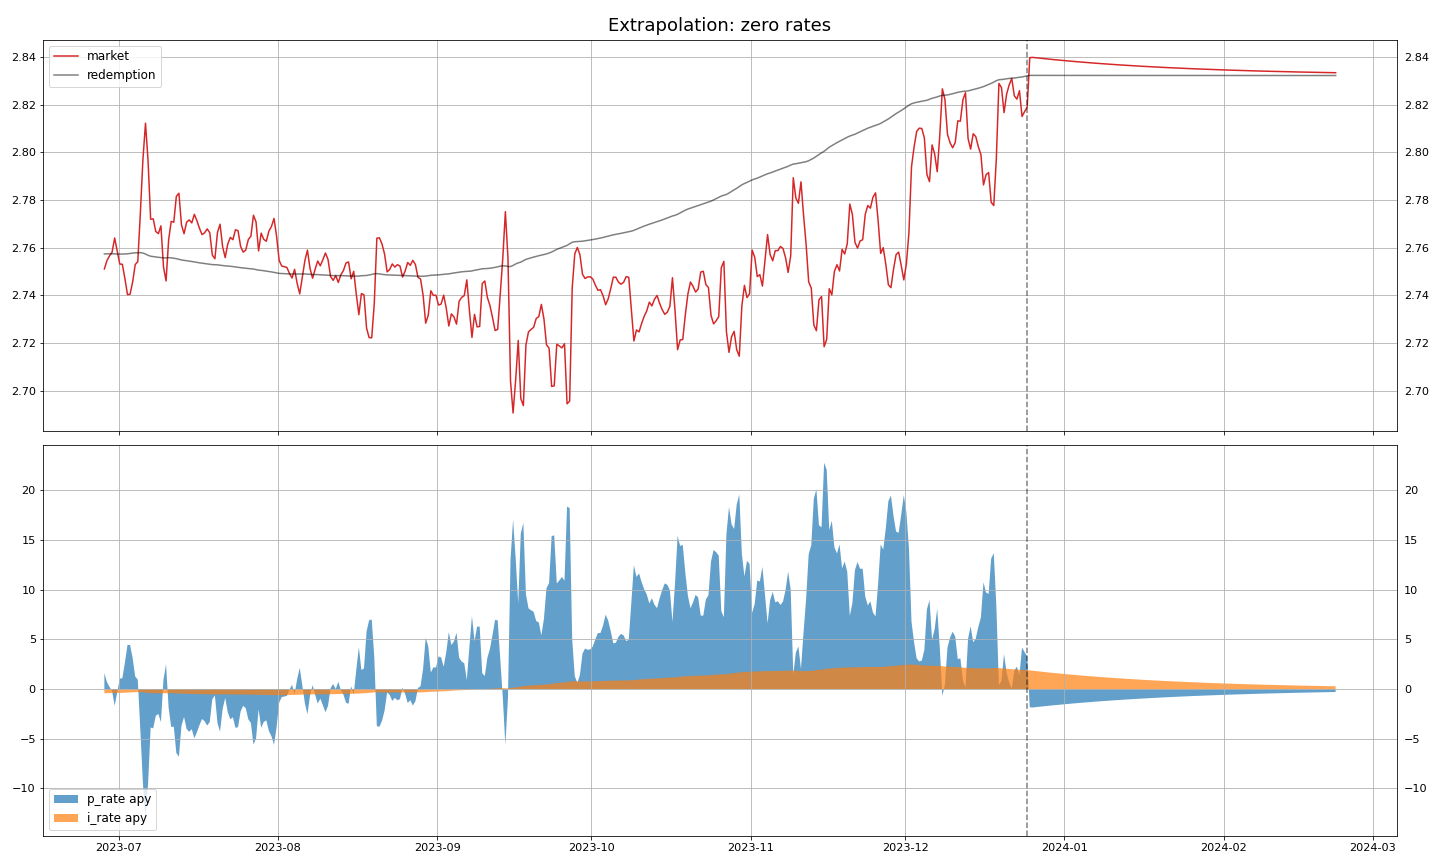 Extrapolation: zero rates
market
redemption
2.84 2.84
2.82 2.82
2.80 2.80
2.78 2.78
2.76 2.76
2.74 2.74
2.72 2.72
2.70 2.70
20 20
15 15
10 10
5 5
0 0
−5 −5
−10 −10
p_rate apy
i_rate apy
2023-07 2023-08 2023-09 2023-10 2023-11 2023-12 2024-01 2024-02 2024-03